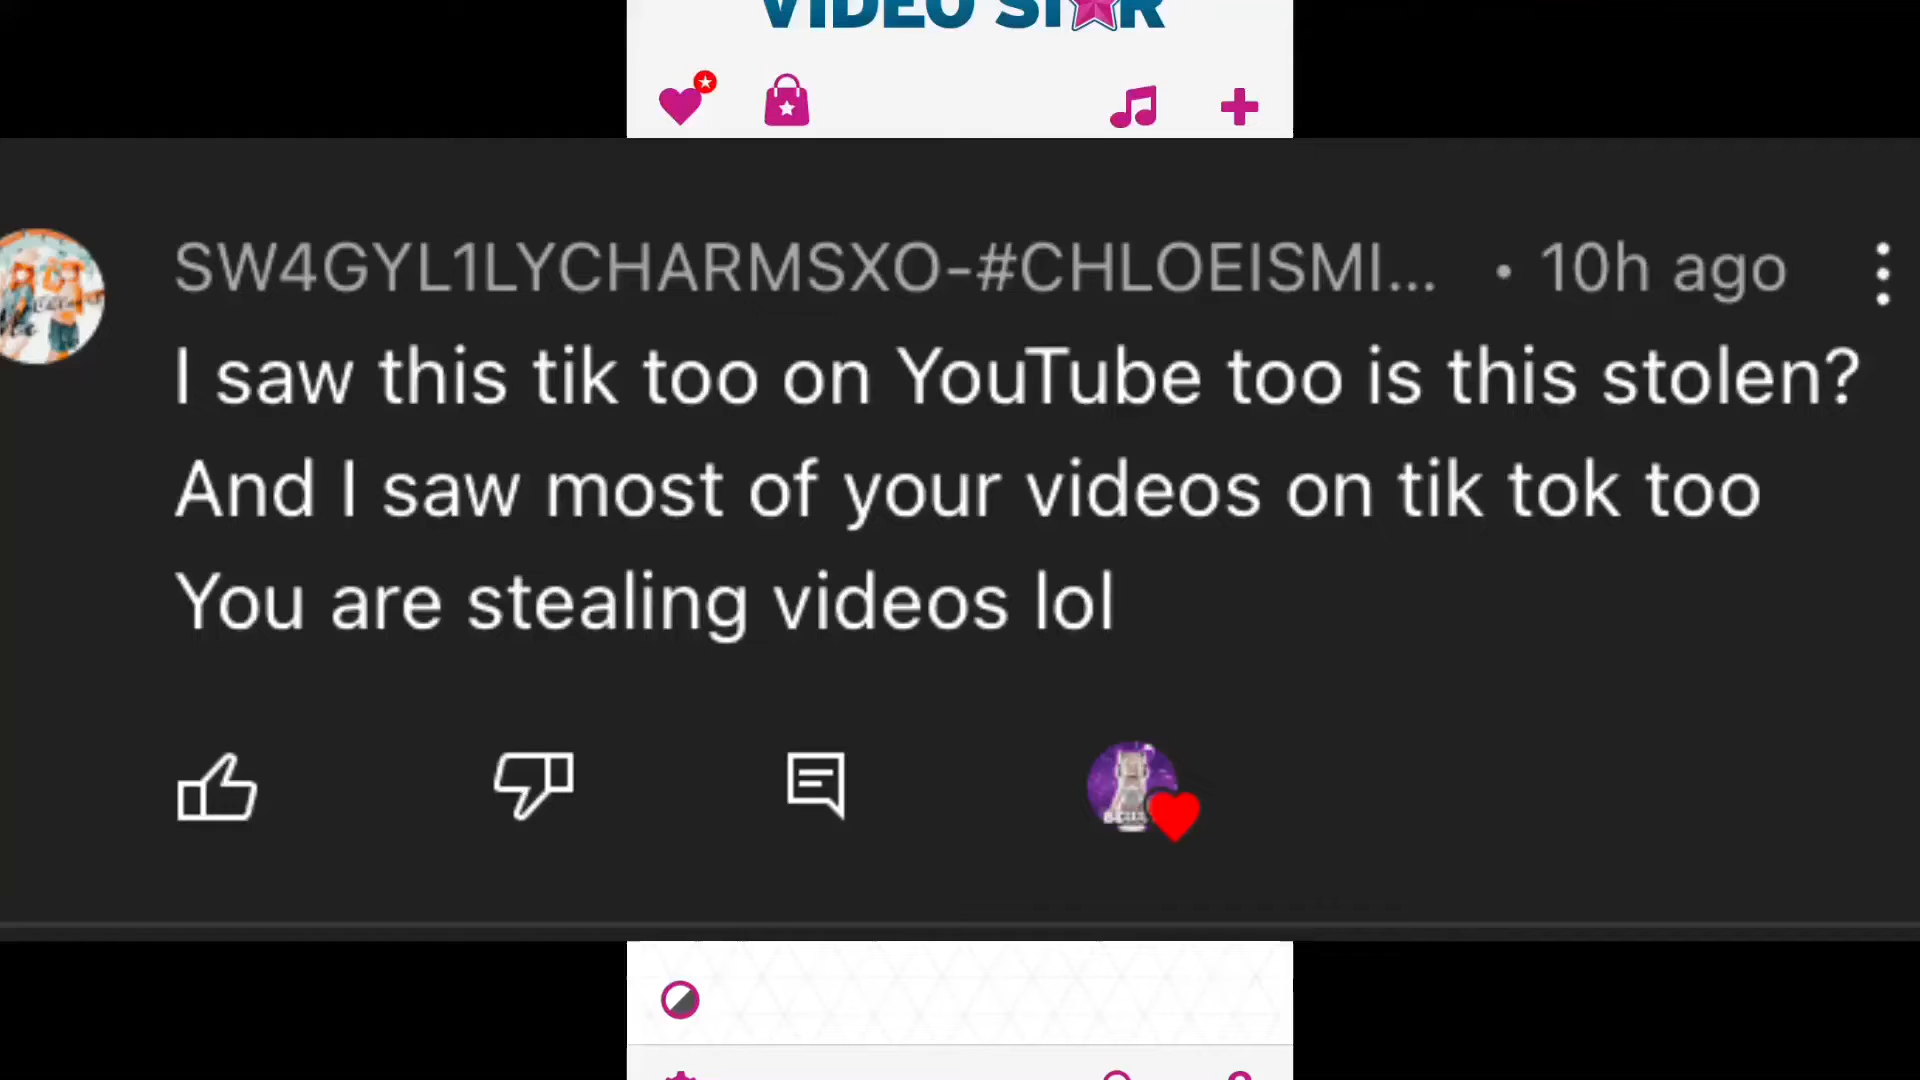 VIDEO STAR
SW4GYL1LYCHARMSXO-#CHLOEISMI... • 10h ago
I saw this tik too on YouTube too is this stolen?
And I saw most of your videos on tik tok too
You are stealing videos lol